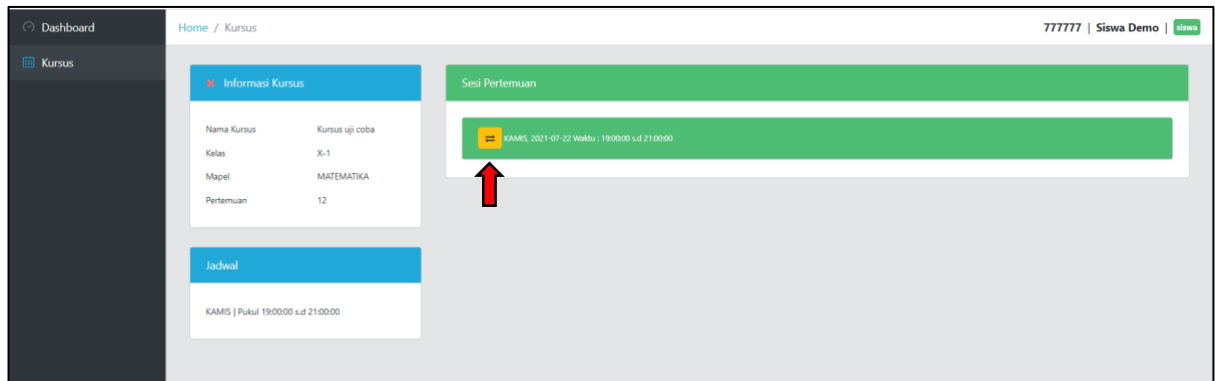 Dashboard
Kursus
Home / Kursus
777777 | Siswa Demo | siswa
Informasi Kursus
Nama Kursus Kursus uji coba
Kelas X-1
Mapel MATEMATIKA
Pertemuan 12
Jadwal
KAMIS | Pukul 19:00:00 s.d 21:00:00
Sesi Pertemuan
KAMIS, 2021-07-22 Waktu : 19:00:00 s.d 21:00:00